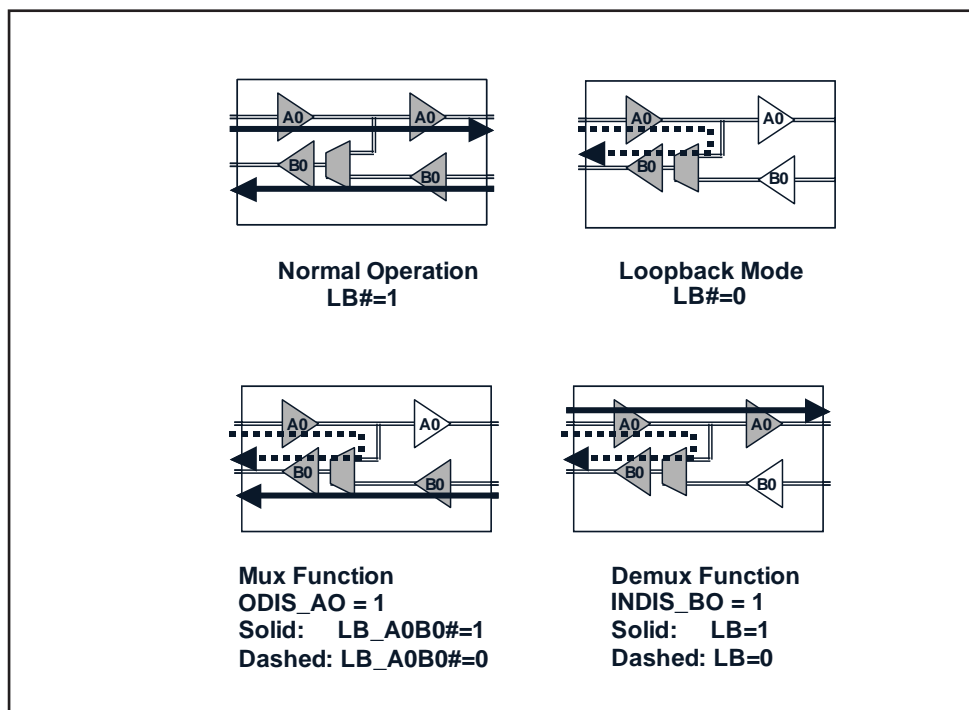 A0 A0
B0 B0
Normal Operation
LB#=1
A0 A0
B0 B0
Loopback Mode
LB#=0
A0 A0
B0 B0
Mux Function
ODIS_AO = 1
Solid: LB_A0B0#=1
Dashed: LB_A0B0#=0
A0 A0
B0 B0
Demux Function
INDIS_BO = 1
Solid: LB=1
Dashed: LB=0